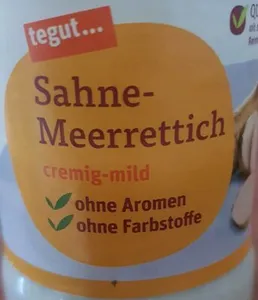 tegut...
Sahne-
Meerrettich
cremig-mild
ohne Aromen
ohne Farbstoffe